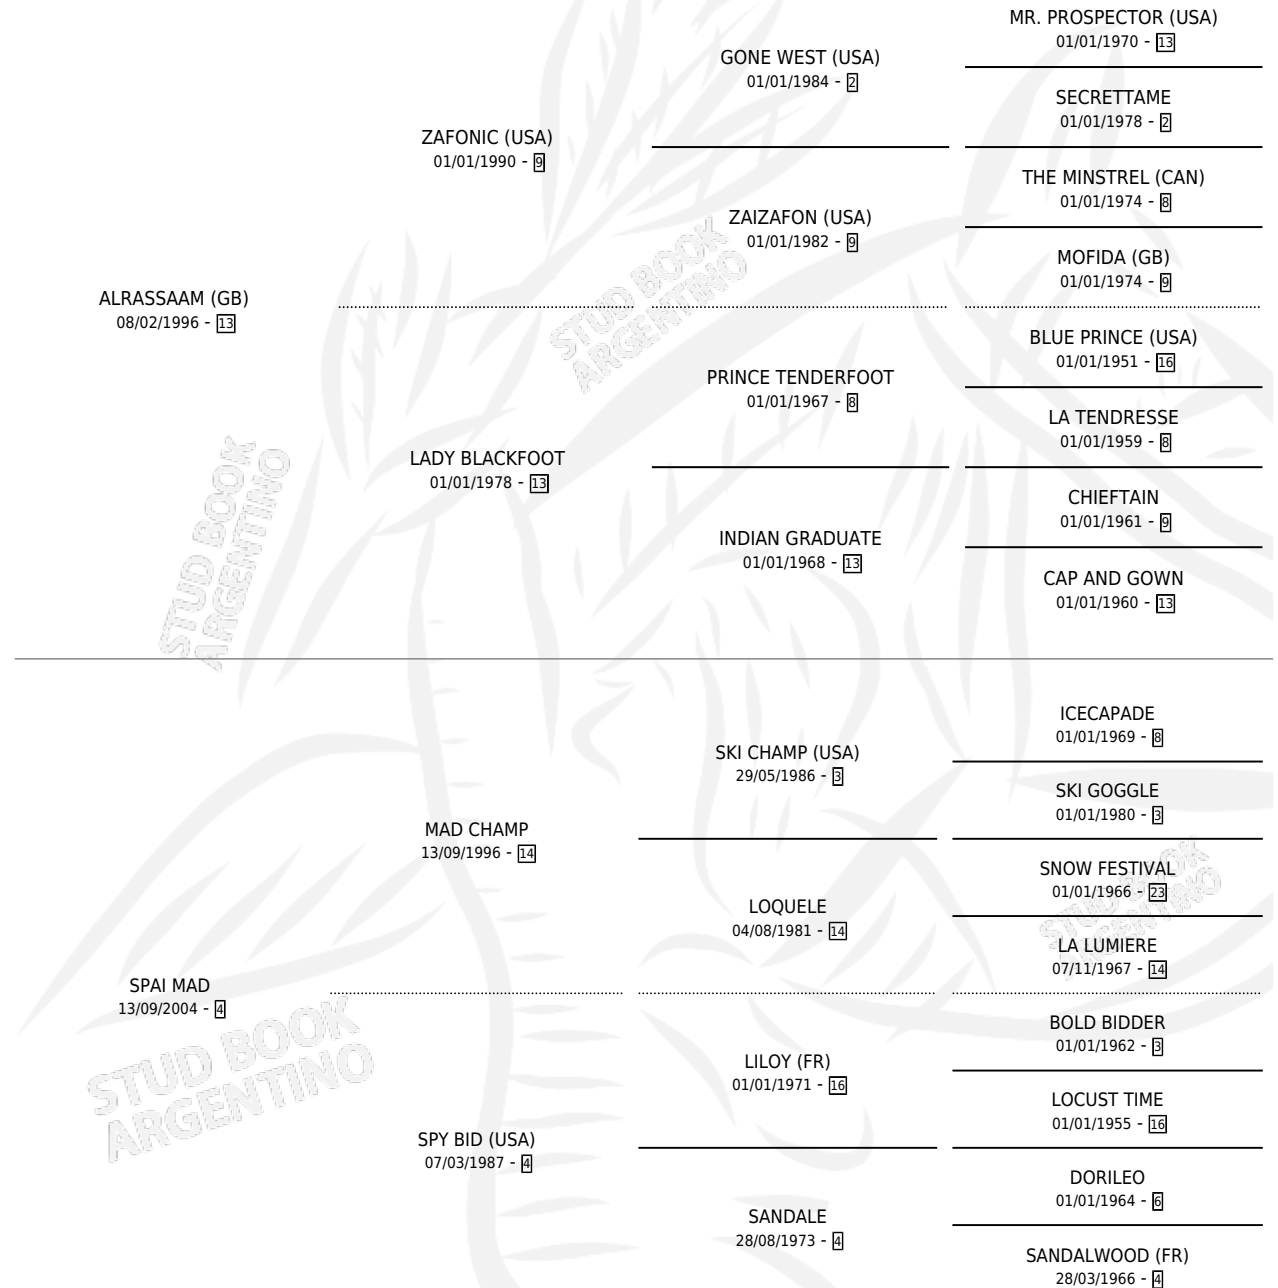 MR. PROSPECTOR (USA)
01/01/1970 - 13
GONE WEST (USA)
01/01/1984 - 2
SECRETTAME
01/01/1978 - 2
ZAFONIC (USA)
01/01/1990 - 9
THE MINSTREL (CAN)
01/01/1974 - 8
ZAIZAFON (USA)
01/01/1982 - 9
MOFIDA (GB)
01/01/1974 - 9
ALRASSAAM (GB)
08/02/1996 - 13
BLUE PRINCE (USA)
01/01/1951 - 16
PRINCE TENDERFOOT
01/01/1967 - 8
LA TENDRESSE
01/01/1959 - 8
LADY BLACKFOOT
01/01/1978 - 13
CHIEFTAIN
01/01/1961 - 9
INDIAN GRADUATE
01/01/1968 - 13
CAP AND GOWN
01/01/1960 - 13
ICECAPADE
01/01/1969 - 8
SKI CHAMP (USA)
29/05/1986 - 3
SKI GOGGLE
01/01/1980 - 3
MAD CHAMP
13/09/1996 - 14
SNOW FESTIVAL
01/01/1966 - 23
LOQUELE
04/08/1981 - 14
LA LUMIERE
07/11/1967 - 14
SPAI MAD
13/09/2004 - 4
BOLD BIDDER
01/01/1962 - 3
LILOY (FR)
01/01/1971 - 16
LOCUST TIME
01/01/1955 - 16
SPY BID (USA)
07/03/1987 - 4
DORILEO
01/01/1964 - 6
SANDALE
28/08/1973 - 4
SANDALWOOD (FR)
28/03/1966 - 4
STUD BOOK
ARGENTINO
STUD BOOK
ARGENTINO
STUD BOOK
ARGENTINO
STUD BOOK
ARGENTINO